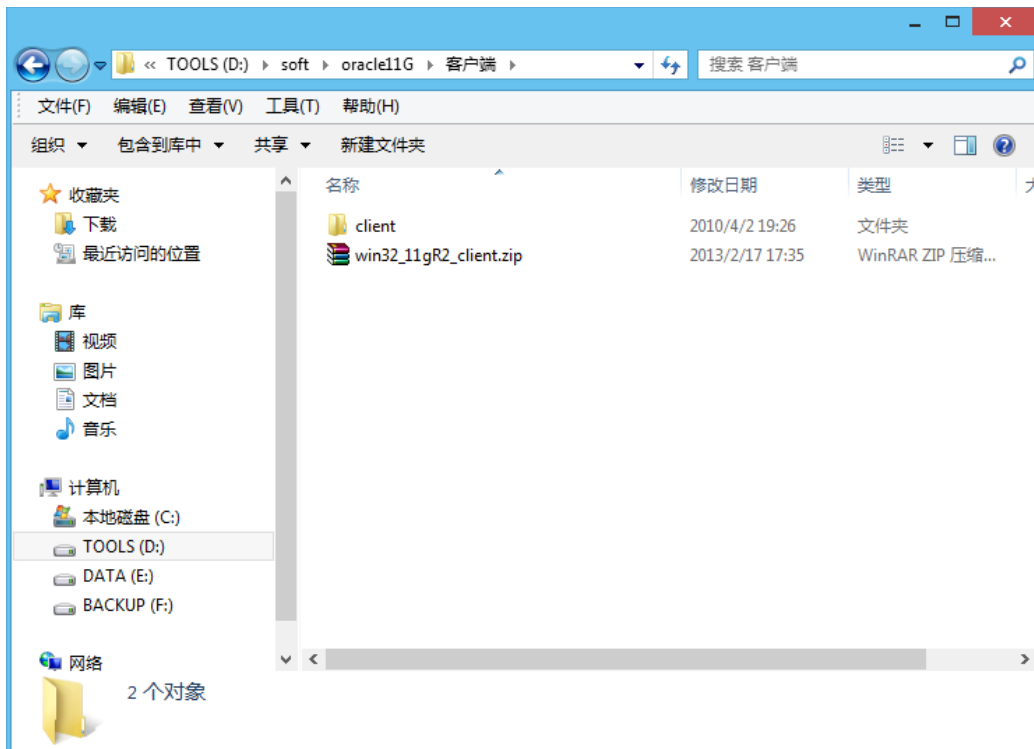 « TOOLS (D:) soft oracle11G 客户端 搜索 客户端
文件(F) 编辑(E) 查看(V) 工具(T) 帮助(H)
组织 包含到库中 共享 新建文件夹
名称 修改日期 类型
client 2010/4/2 19:26 文件夹
win32_11gR2_client.zip 2013/2/17 17:35 WinRAR ZIP 压缩...
收藏夹
下载
最近访问的位置
库
视频
图片
文档
音乐
计算机
本地磁盘 (C:)
TOOLS (D:)
DATA (E:)
BACKUP (F:)
网络
2 个对象